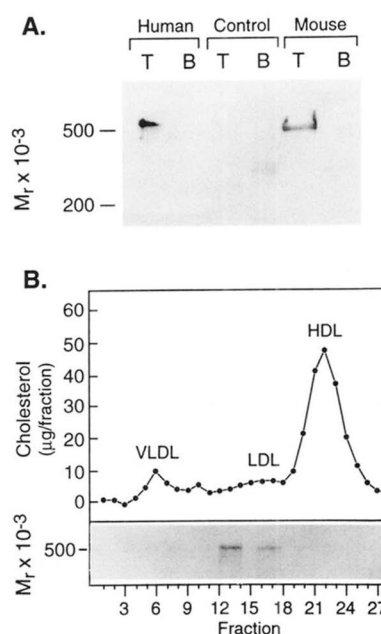 A.
Human Control Mouse
T B T B T B
500
200
Mr x 10-3
B.
60
50
40
30
20
10
0
Cholesterol
(µg/fraction)
VLDL
LDL
HDL
500
Mr x 10-3
3 6 9 12 15 18 21 24 27
Fraction